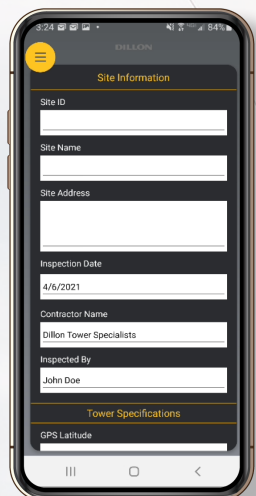 3:24
84%
DILLON
Site Information
Site ID
Site Name
Site Address
Inspection Date
4/6/2021
Contractor Name
Dillon Tower Specialists
Inspected By
John Doe
Tower Specifications
GPS Latitude